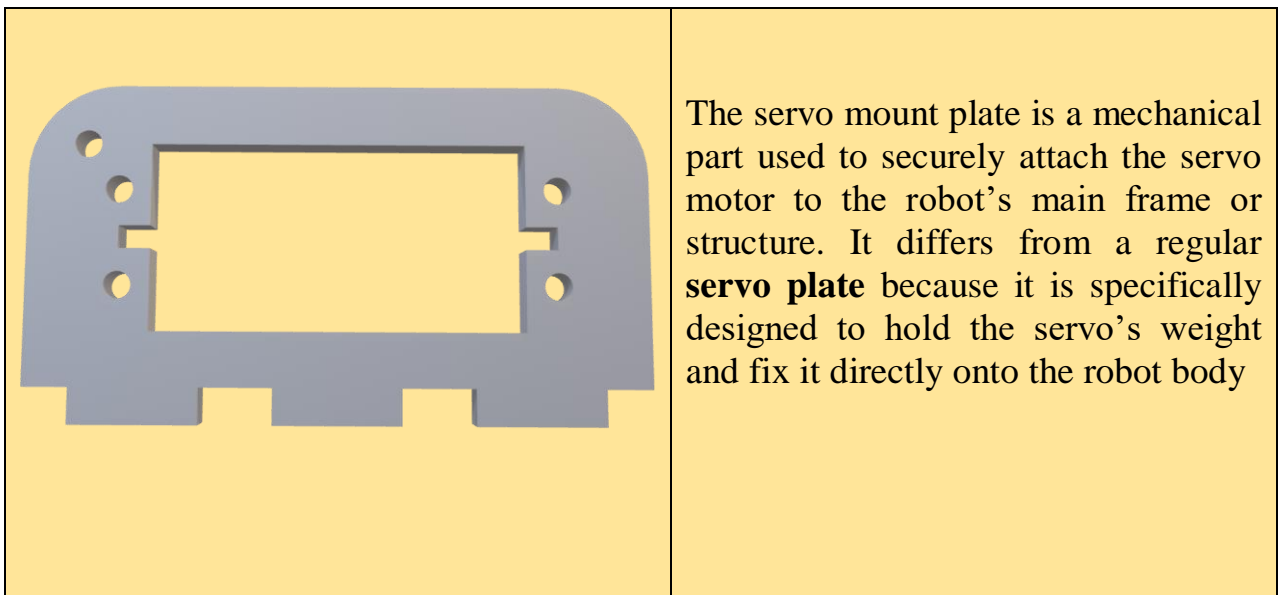 The servo mount plate is a mechanical
part used to securely attach the servo
motor to the robot’s main frame or
structure. It differs from a regular
servo plate because it is specifically
designed to hold the servo’s weight
and fix it directly onto the robot body